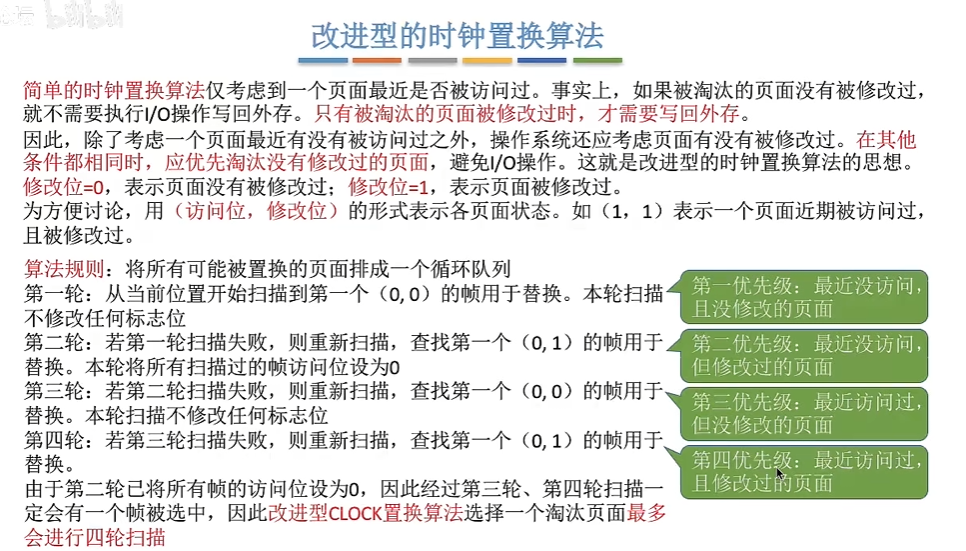 改进型的时钟置换算法
简单的时钟置换算法仅考虑到一个页面最近是否被访问过。事实上，如果被淘汰的页面没有被修改过，
就不需要执行I/O操作写回外存。只有被淘汰的页面被修改过时，才需要写回外存。
因此，除了考虑一个页面最近有没有被访问过之外，操作系统还应考虑页面有没有被修改过。在其他
条件都相同时，应优先淘汰没有修改过的页面，避免I/O操作。这就是改进型的时钟置换算法的思想。
修改位=0，表示页面没有被修改过；修改位=1，表示页面被修改过。
为方便讨论，用（访问位，修改位）的形式表示各页面状态。如（1，1）表示一个页面近期被访问过，
且被修改过。
算法规则：将所有可能被置换的页面排成一个循环队列
第一轮：从当前位置开始扫描到第一个（0, 0）的帧用于替换。本轮扫描
不修改任何标志位
第二轮：若第一轮扫描失败，则重新扫描，查找第一个（0, 1）的帧用于
替换。本轮将所有扫描过的帧访问位设为0
第三轮：若第二轮扫描失败，则重新扫描，查找第一个（0, 0）的帧用于
替换。本轮扫描不修改任何标志位
第四轮：若第三轮扫描失败，则重新扫描，查找第一个（0, 1）的帧用于
替换。
由于第二轮已将所有帧的访问位设为0，因此经过第三轮、第四轮扫描一
定会有一个帧被选中，因此改进型CLOCK置换算法选择一个淘汰页面最多
会进行四轮扫描
第一优先级：最近没访问，
且没修改的页面
第二优先级：最近没访问，
但修改过的页面
第三优先级：最近访问过，
但没修改的页面
第四优先级：最近访问过，
且修改过的页面